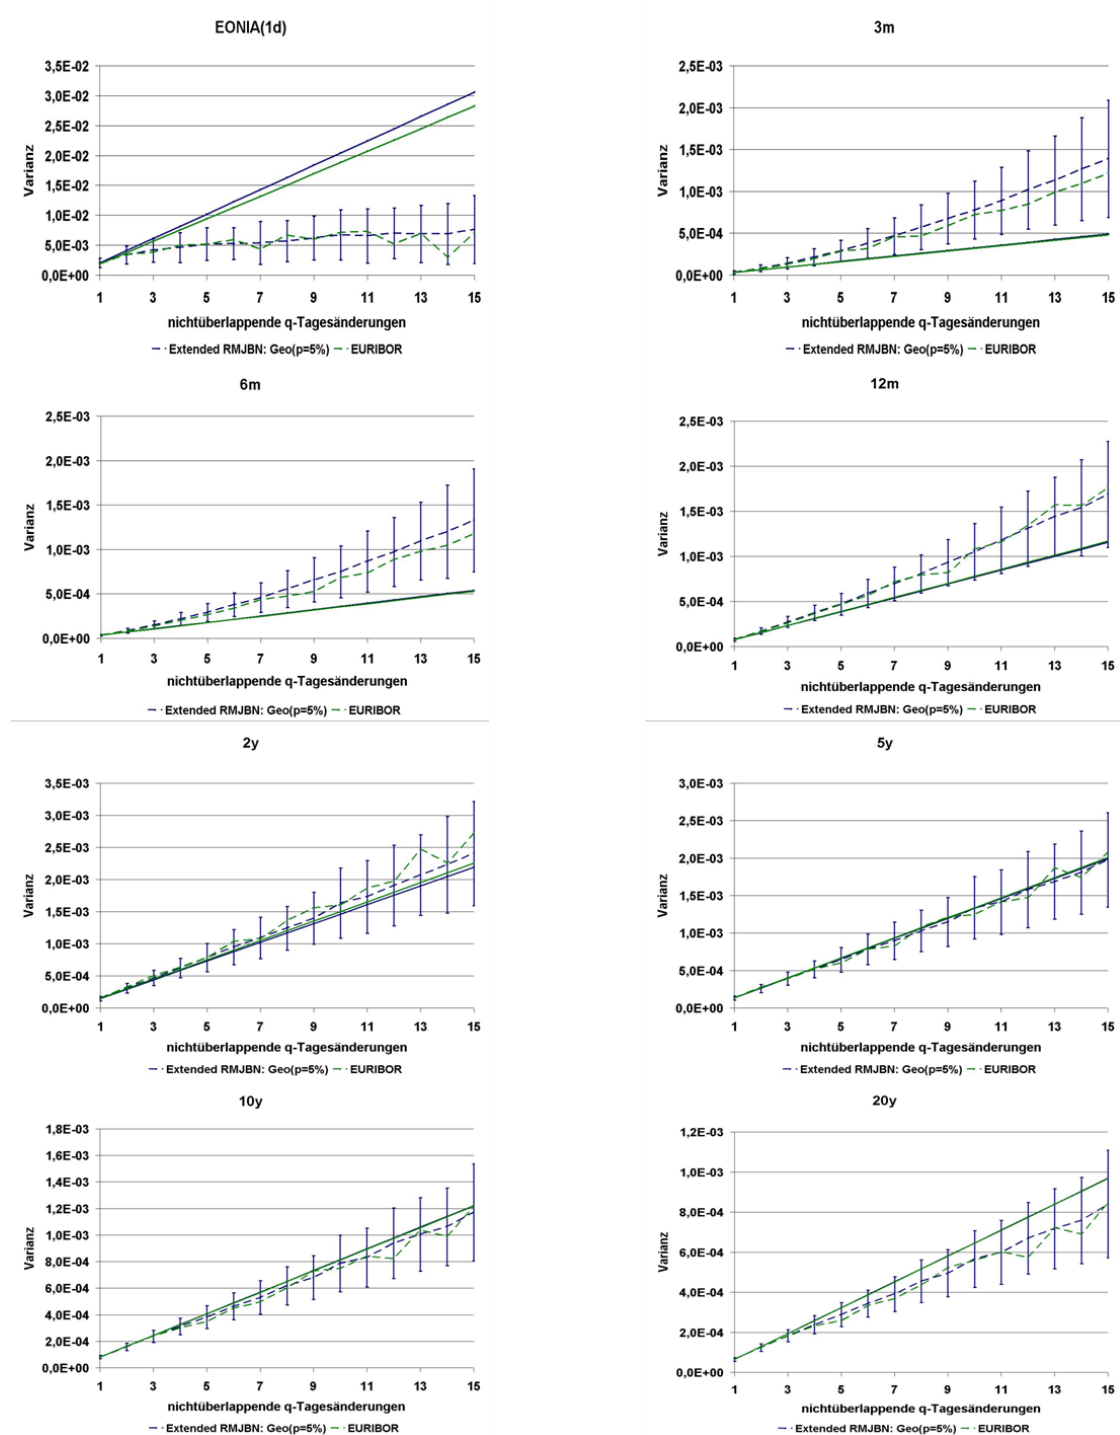 EONIA(1d)
3,5E-02
3,0E-02
2,5E-02
2,0E-02
1,5E-02
1,0E-02
5,0E-03
0,0E+00
Varianz
1 3 5 7 9 11 13 15
nichtüberlappende q-Tagesänderungen
Extended RMJBN: Geo(p=5%) EURIBOR
3m
2,5E-03
2,0E-03
1,5E-03
1,0E-03
5,0E-04
0,0E+00
Varianz
1 3 5 7 9 11 13 15
nichtüberlappende q-Tagesänderungen
Extended RMJBN: Geo(p=5%) EURIBOR
6m
2,5E-03
2,0E-03
1,5E-03
1,0E-03
5,0E-04
0,0E+00
Varianz
1 3 5 7 9 11 13 15
nichtüberlappende q-Tagesänderungen
Extended RMJBN: Geo(p=5%) EURIBOR
12m
2,5E-03
2,0E-03
1,5E-03
1,0E-03
5,0E-04
0,0E+00
Varianz
1 3 5 7 9 11 13 15
nichtüberlappende q-Tagesänderungen
Extended RMJBN: Geo(p=5%) EURIBOR
2y
3,5E-03
3,0E-03
2,5E-03
2,0E-03
1,5E-03
1,0E-03
5,0E-04
0,0E+00
Varianz
1 3 5 7 9 11 13 15
nichtüberlappende q-Tagesänderungen
Extended RMJBN: Geo(p=5%) EURIBOR
5y
3,0E-03
2,5E-03
2,0E-03
1,5E-03
1,0E-03
5,0E-04
0,0E+00
Varianz
1 3 5 7 9 11 13 15
nichtüberlappende q-Tagesänderungen
Extended RMJBN: Geo(p=5%) EURIBOR
10y
1,8E-03
1,6E-03
1,4E-03
1,2E-03
1,0E-03
8,0E-04
6,0E-04
4,0E-04
2,0E-04
0,0E+00
Varianz
1 3 5 7 9 11 13 15
nichtüberlappende q-Tagesänderungen
Extended RMJBN: Geo(p=5%) EURIBOR
20y
1,2E-03
1,0E-03
8,0E-04
6,0E-04
4,0E-04
2,0E-04
0,0E+00
Varianz
1 3 5 7 9 11 13 15
nichtüberlappende q-Tagesänderungen
Extended RMJBN: Geo(p=5%) EURIBOR